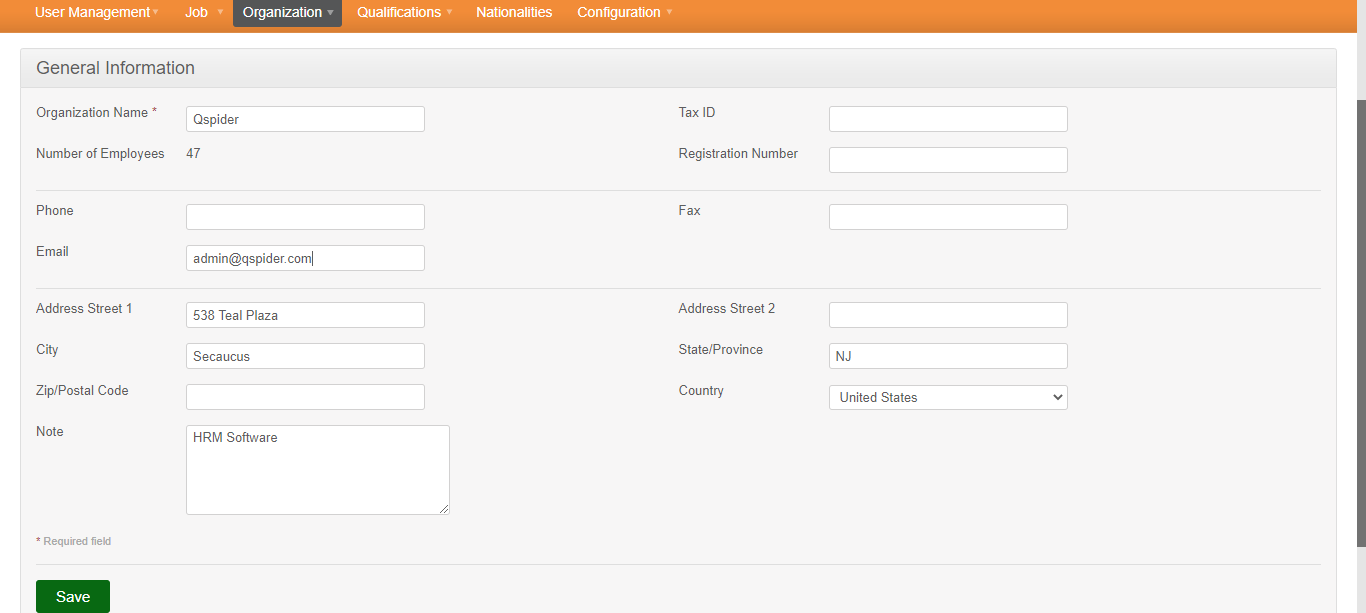 User Management Job Organization Qualifications Nationalities Configuration
General Information
Organization Name * Qspider Tax ID
Number of Employees 47 Registration Number
Phone Fax
Email admin@qspider.com
Address Street 1 538 Teal Plaza Address Street 2
City Secaucus State/Province NJ
Zip/Postal Code Country United States
Note HRM Software
* Required field
Save